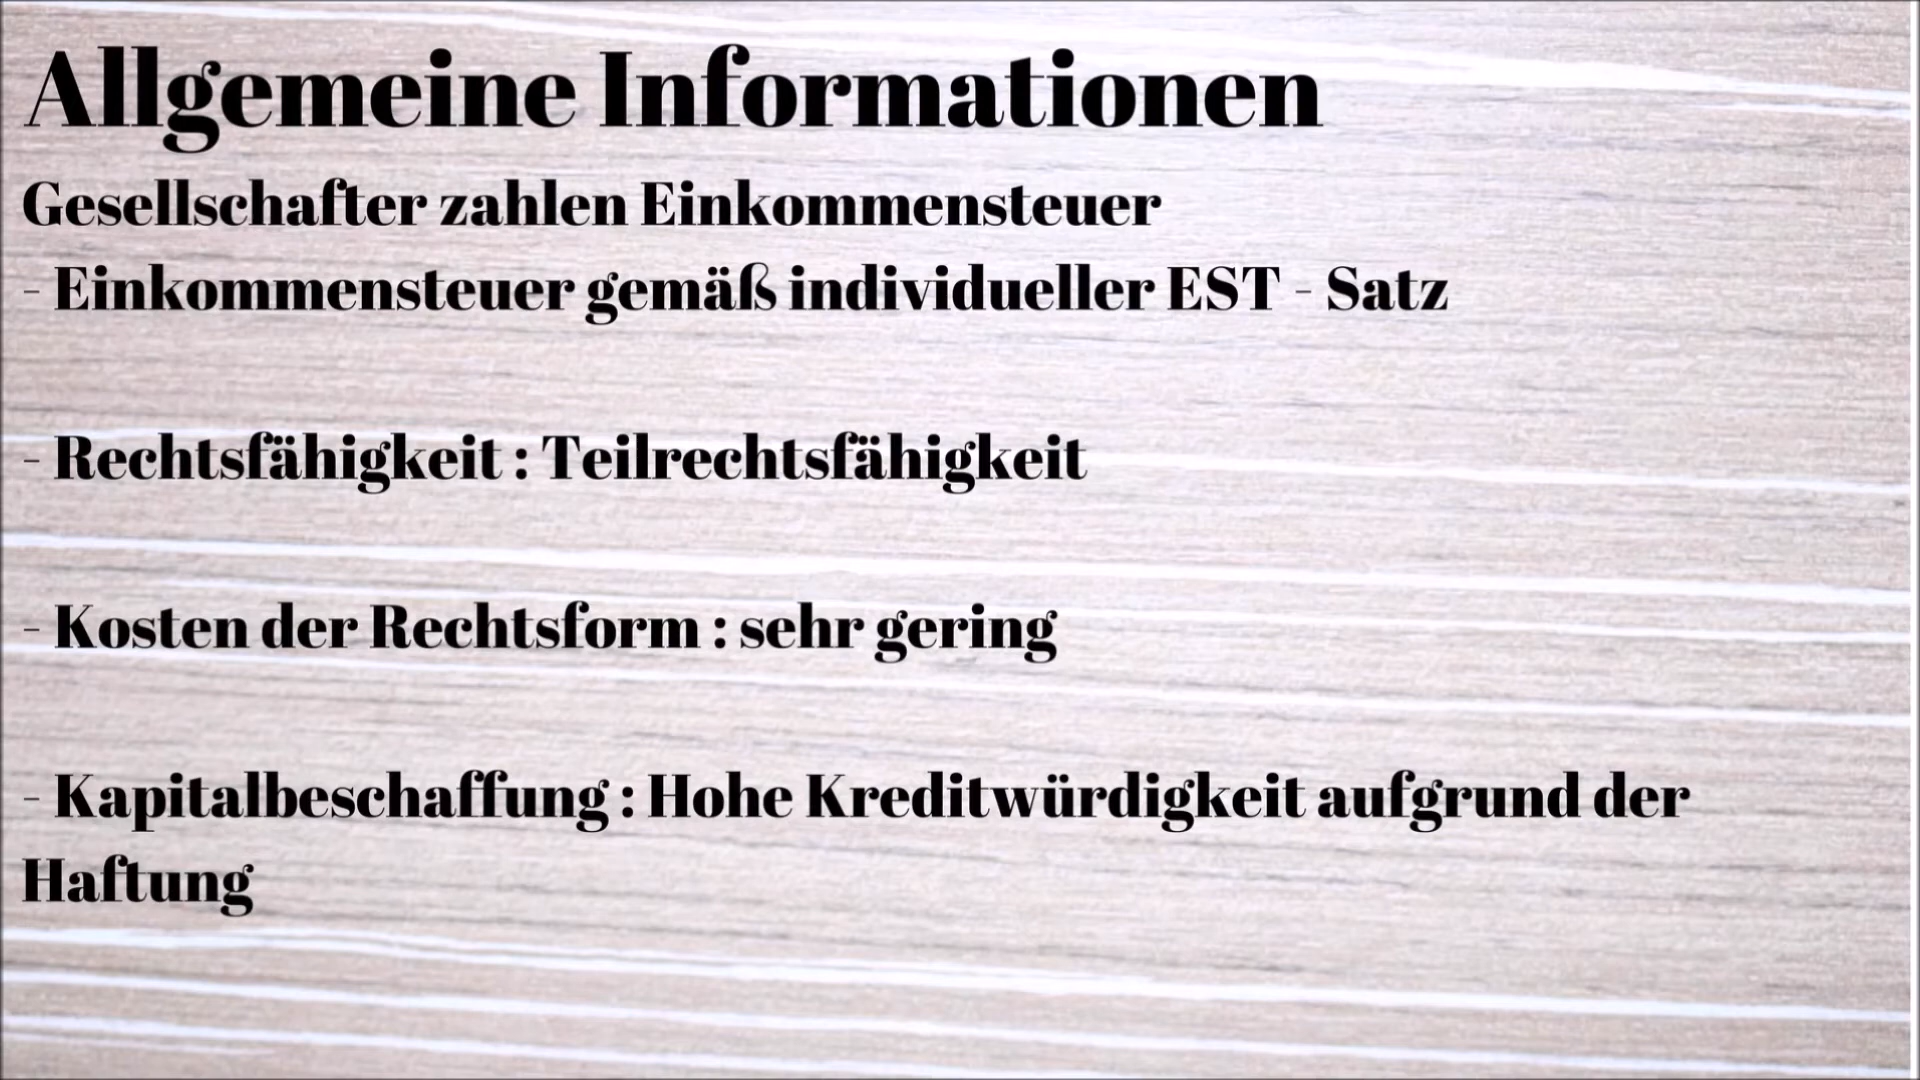 Allgemeine Informationen
Gesellschafter zahlen Einkommensteuer
- Einkommensteuer gemäß individueller EST - Satz
- Rechtsfähigkeit : Teilrechtsfähigkeit
- Kosten der Rechtsform : sehr gering
- Kapitalbeschaffung : Hohe Kreditwürdigkeit aufgrund der
Haftung